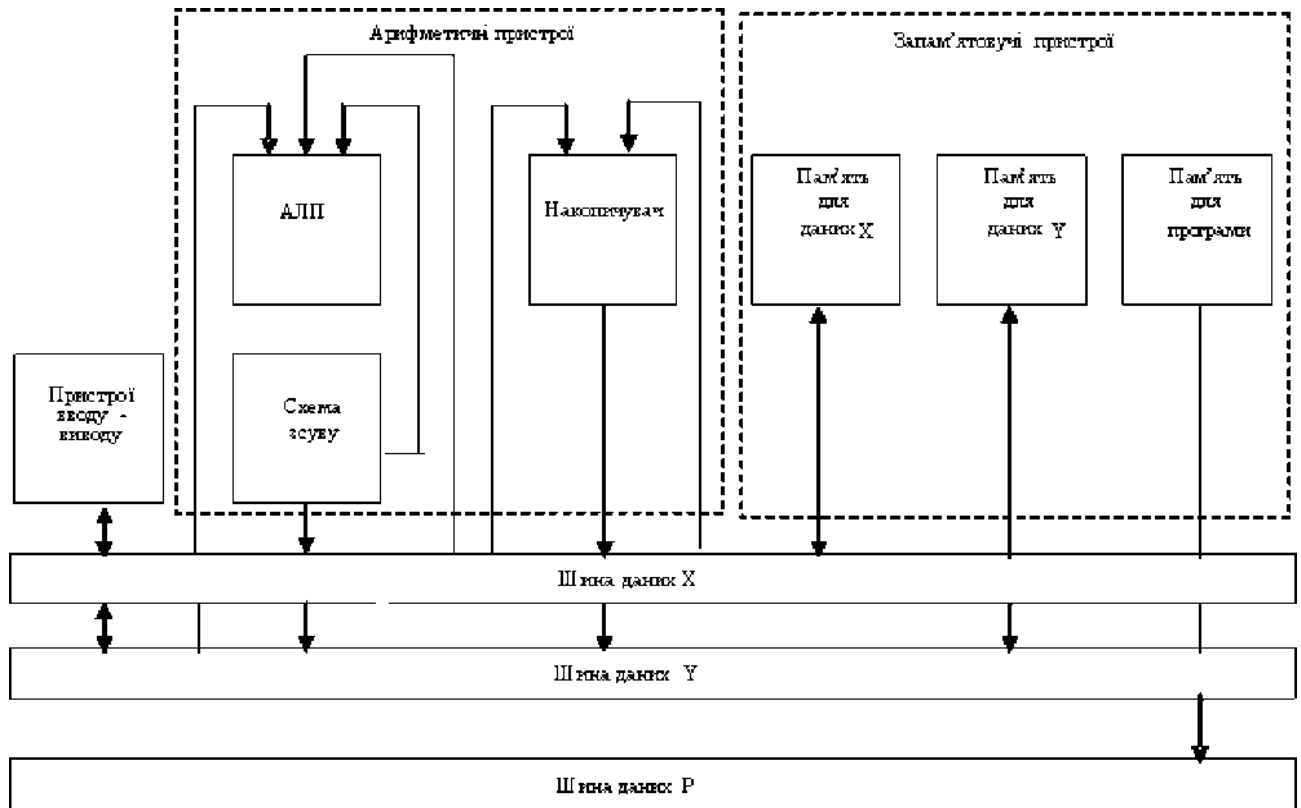 Арифметичні пристрої
Запам'ятовучі пристрої
АЛП
Накопичувач
Пам'ять
для
даних X
Пам'ять
для
даних Y
Пам'ять
для
програми
Пристрої
вводу -
виводу
Схема
зсуву
Шина даних X
Шина даних Y
Шина даних P